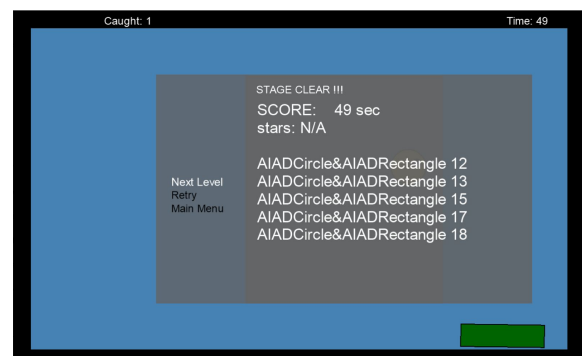 Caught: 1 Time: 49
STAGE CLEAR !!!
SCORE: 49 sec
stars: N/A
AIADCircle&AIADRectangle 12
AIADCircle&AIADRectangle 13
AIADCircle&AIADRectangle 15
AIADCircle&AIADRectangle 17
AIADCircle&AIADRectangle 18
Next Level
Retry
Main Menu